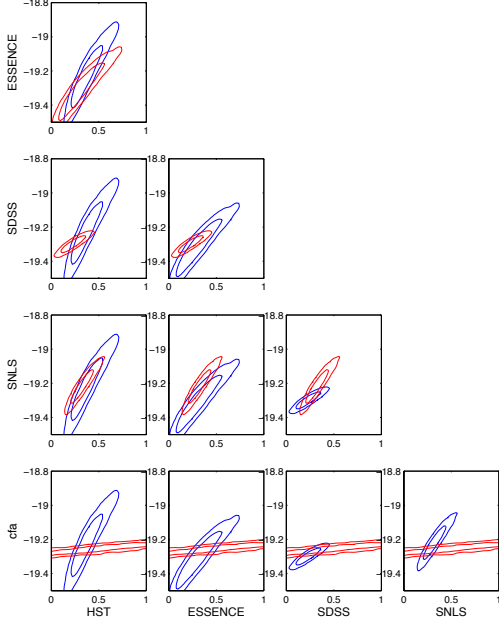 −18.8
−19
−19.2
−19.4
0 0.5 1
ESSENCE
−18.8 −18.8
−19 −19
−19.2 −19.2
−19.4 −19.4
0 0.5 1 0 0.5 1
SDSS
−18.8 −18.8 −18.8
−19 −19 −19
−19.2 −19.2 −19.2
−19.4 −19.4 −19.4
0 0.5 1 0 0.5 1 0 0.5 1
SNLS
−18.8 −18.8 −18.8 −18.8
−19 −19 −19 −19
−19.2 −19.2 −19.2 −19.2
−19.4 −19.4 −19.4 −19.4
0 0.5 1 0 0.5 1 0 0.5 1 0 0.5 1
cfa
HST ESSENCE SDSS SNLS